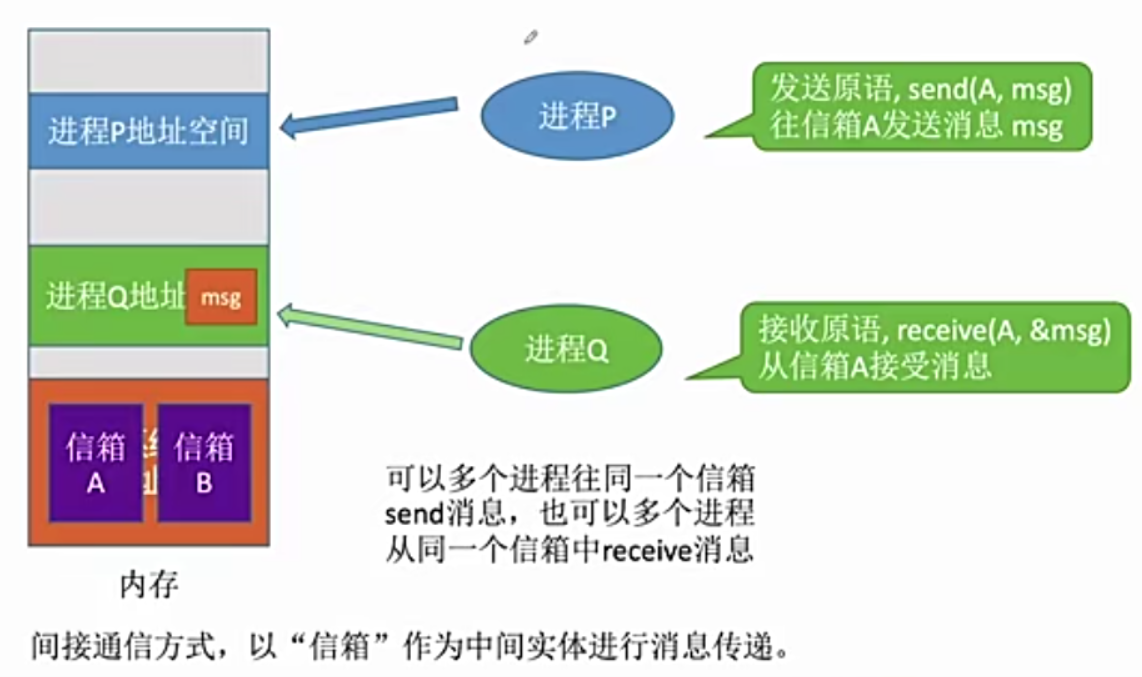 进程P地址空间
进程P
发送原语, send(A, msg)
往信箱A发送消息 msg
进程Q地址
msg
进程Q
接收原语, receive(A, &msg)
从信箱A接受消息
信箱
A
信箱
B
可以多个进程往同一个信箱
send消息，也可以多个进程
从同一个信箱中receive消息
内存
间接通信方式，以“信箱”作为中间实体进行消息传递。